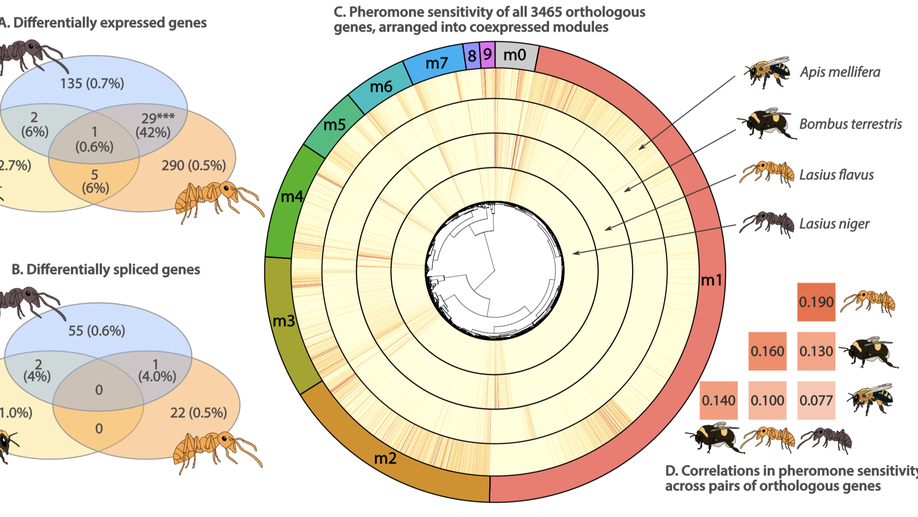 A. Differentially expressed genes
135 (0.7%)
2
(6%)
29***
(42%)
1
(0.6%)
2.7%)
290 (0.5%)
5
(6%)
B. Differentially spliced genes
55 (0.6%)
2
(4%)
1
(4.0%)
0
1.0%)
22 (0.5%)
0
C. Pheromone sensitivity of all 3465 orthologous
genes, arranged into coexpressed modules
m0
m1
m2
m3
m4
m5
m6
m7
8
9
Apis mellifera
Bombus terrestris
Lasius flavus
Lasius niger
0.190
0.160 0.130
0.140 0.100 0.077
D. Correlations in pheromone sensitivity
across pairs of orthologous genes